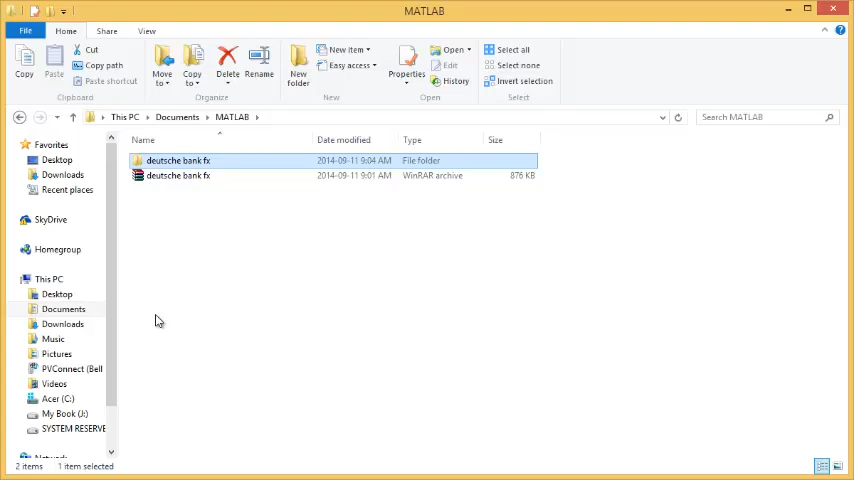 MATLAB
File Home Share View
Copy Paste Cut Copy path Paste shortcut Move to Copy to Delete Rename New folder New item Easy access Properties Open Edit History Select all Select none Invert selection
Clipboard Organize New Open Select
This PC Documents MATLAB Search MATLAB
Name Date modified Type Size
deutsche bank fx 2014-09-11 9:04 AM File folder
deutsche bank fx 2014-09-11 9:01 AM WinRAR archive 876 KB
Favorites
Desktop
Downloads
Recent places
SkyDrive
Homegroup
This PC
Desktop
Documents
Downloads
Music
Pictures
PVConnect (Bell
Videos
Acer (C:)
My Book (J:)
SYSTEM RESERVE
Network
2 items 1 item selected